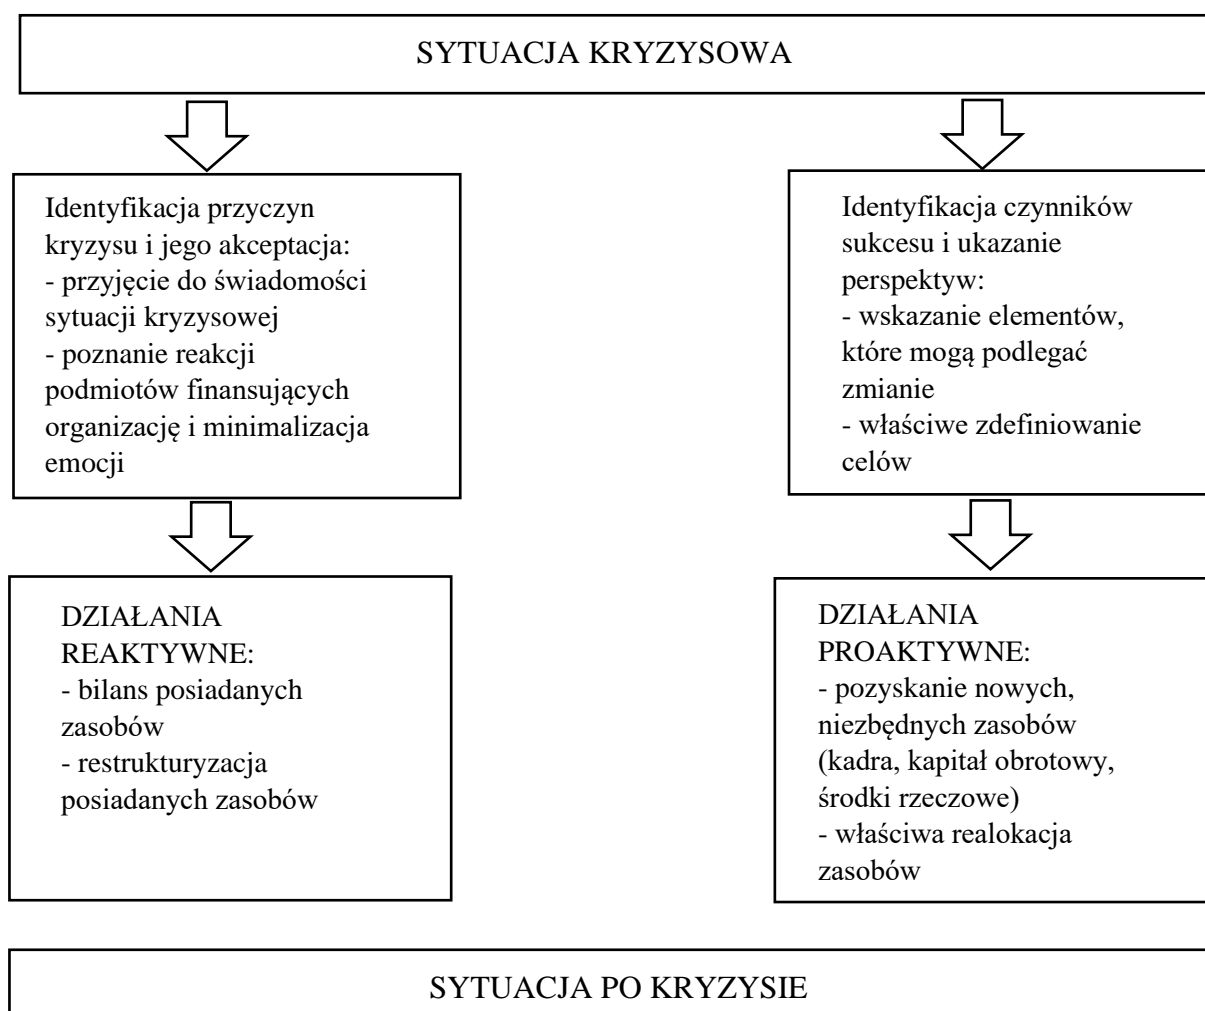 SYTUACJA KRYZYSOWA
Identyfikacja przyczyn
kryzysu i jego akceptacja:
- przyjęcie do świadomości
sytuacji kryzysowej
- poznanie reakcji
podmiotów finansujących
organizację i minimalizacja
emocji
Identyfikacja czynników
sukcesu i ukazanie
perspektyw:
- wskazanie elementów,
które mogą podlegać
zmianie
- właściwe zdefiniowanie
celów
DZIAŁANIA
REAKTYWNE:
- bilans posiadanych
zasobów
- restrukturyzacja
posiadanych zasobów
DZIAŁANIA
PROAKTYWNE:
- pozyskanie nowych,
niezbędnych zasobów
(kadra, kapitał obrotowy,
środki rzeczowe)
- właściwa realokacja
zasobów
SYTUACJA PO KRYZYSIE